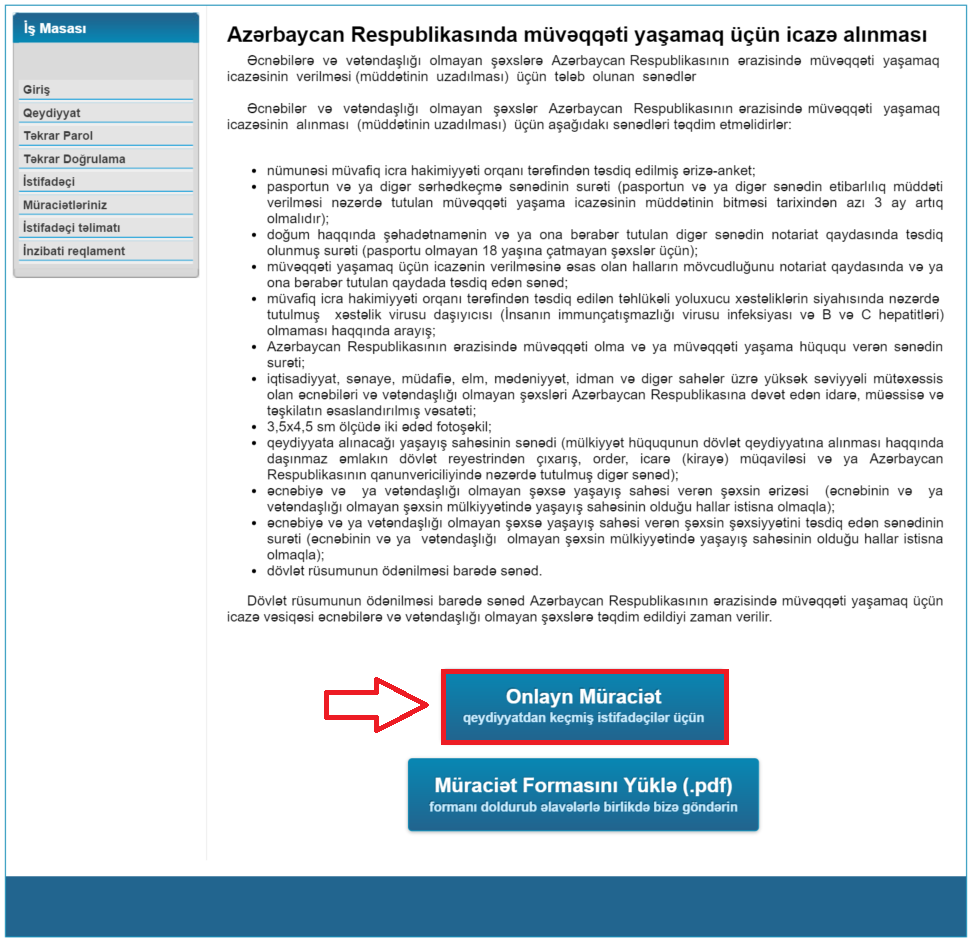 İş Masası
Giriş
Qeydiyyat
Təkrar Parol
Təkrar Doğrulama
İstifadəçi
Müraciətləriniz
İstifadəçi təlimatı
İnzibati reqlament
Azərbaycan Respublikasında müvəqqəti yaşamaq üçün icazə alınması
Əcnəbilərə və vətəndaşlığı olmayan şəxslərə Azərbaycan Respublikasının ərazisində müvəqqəti yaşamaq
icazəsinin verilməsi (müddətinin uzadılması) üçün tələb olunan sənədlər
Əcnəbilər və vətəndaşlığı olmayan şəxslər Azərbaycan Respublikasının ərazisində müvəqqəti yaşamaq
icazəsinin alınması (müddətinin uzadılması) üçün aşağıdakı sənədləri təqdim etməlidirlər:
• nümunəsi müvafiq icra hakimiyyəti orqanı tərəfindən təsdiq edilmiş ərizə-anket;
• pasportun və ya digər sərhədkeçmə sənədinin surəti (pasportun və ya digər sənədin etibarlılıq müddəti
verilməsi nəzərdə tutulan müvəqqəti yaşama icazəsinin müddətinin bitməsi tarixindən azı 3 ay artıq
olmalıdır);
• doğum haqqında şəhadətnamənin və ya ona bərabər tutulan digər sənədin notariat qaydasında təsdiq
olunmuş surəti (pasportu olmayan 18 yaşına çatmayan şəxslər üçün);
• müvəqqəti yaşamaq üçün icazənin verilməsinə əsas olan halların mövcudluğunu notariat qaydasında və ya
ona bərabər tutulan qaydada təsdiq edən sənəd;
• müvafiq icra hakimiyyəti orqanı tərəfindən təsdiq edilən təhlükəli yoluxucu xəstəliklərin siyahısında nəzərdə
tutulmuş xəstəlik virusu daşıyıcısı (İnsanın immunçatışmazlığı virusu infeksiyası və B və C hepatitləri)
olmaması haqqında arayış;
• Azərbaycan Respublikasının ərazisində müvəqqəti olma və ya müvəqqəti yaşama hüququ verən sənədin
surəti;
• iqtisadiyyat, sənaye, müdafiə, elm, mədəniyyət, idman və digər sahələr üzrə yüksək səviyyəli mütəxəssis
olan əcnəbiləri və vətəndaşlığı olmayan şəxsləri Azərbaycan Respublikasına dəvət edən idarə, müəssisə və
təşkilatın əsaslandırılmış vəsatəti;
• 3,5x4,5 sm ölçüdə iki ədəd fotoşəkil;
• qeydiyyata alınacağı yaşayış sahəsinin sənədi (mülkiyyət hüququnun dövlət qeydiyyatına alınması haqqında
daşınmaz əmlakın dövlət reyestrindən çıxarış, order, icarə (kirayə) müqaviləsi və ya Azərbaycan
Respublikasının qanunvericiliyində nəzərdə tutulmuş digər sənəd);
• əcnəbiyə və ya vətəndaşlığı olmayan şəxsə yaşayış sahəsi verən şəxsin ərizəsi (əcnəbinin və ya
vətəndaşlığı olmayan şəxsin mülkiyyətində yaşayış sahəsinin olduğu hallar istisna olmaqla);
• əcnəbiyə və ya vətəndaşlığı olmayan şəxsə yaşayış sahəsi verən şəxsin şəxsiyyətini təsdiq edən sənədinin
surəti (əcnəbinin və ya vətəndaşlığı olmayan şəxsin mülkiyyətində yaşayış sahəsinin olduğu hallar istisna
olmaqla);
• dövlət rüsumunun ödənilməsi barədə sənəd.
Dövlət rüsumunun ödənilməsi barədə sənəd Azərbaycan Respublikasının ərazisində müvəqqəti yaşamaq üçün
icazə vəsiqəsi əcnəbilərə və vətəndaşlığı olmayan şəxslərə təqdim edildiyi zaman verilir.
Onlayn Müraciət
qeydiyyatdan keçmiş istifadəçilər üçün
Müraciət Formasını Yüklə (.pdf)
formanı doldurub əlavələrlə birlikdə bizə göndərin